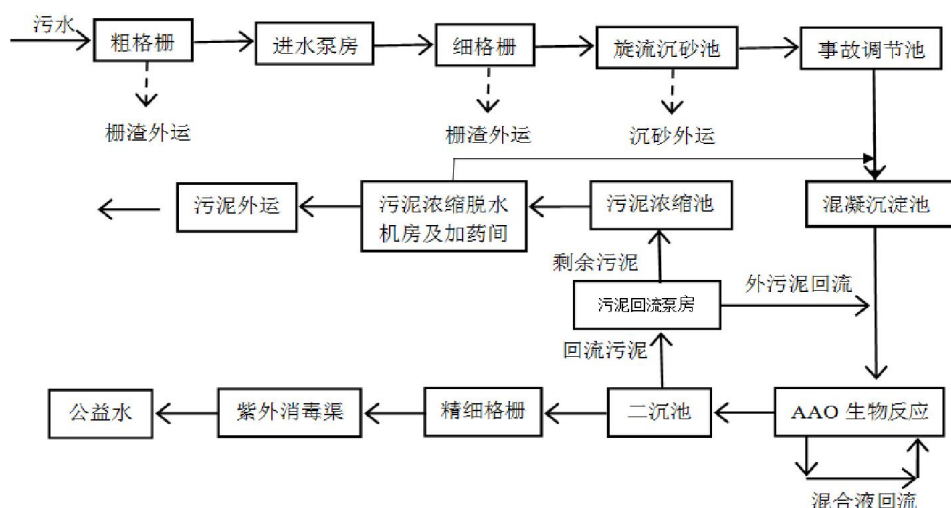 污水
粗格栅
进水泵房
细格栅
旋流沉砂池
事故调节池
栅渣外运
栅渣外运
沉砂外运
污泥外运
污泥浓缩脱水
机房及加药间
污泥浓缩池
混凝沉淀池
剩余污泥
外污泥回流
污泥回流泵房
回流污泥
公益水
紫外消毒渠
精细格栅
二沉池
AAO 生物反应
混合液回流